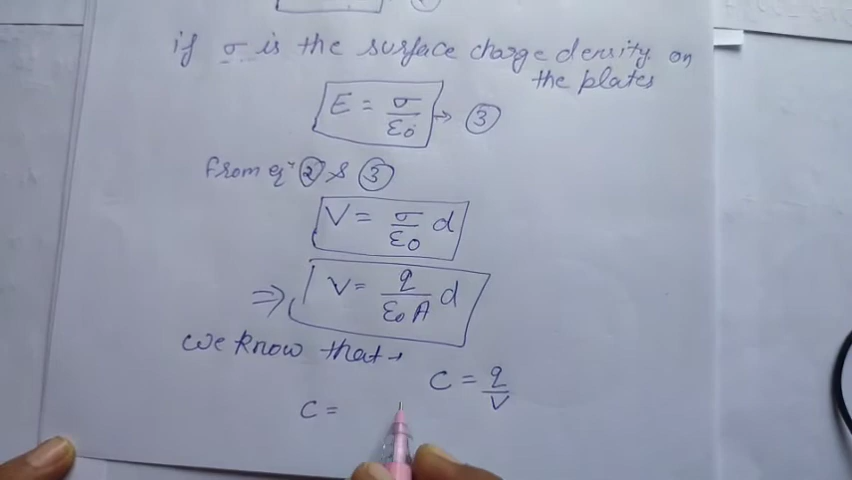 if σ is the surface charge density on
the plates
E = σ/ε₀ → ③
From eqⁿ ② & ③
V = σ/ε₀ d
⇒ V = q/ε₀A d
we know that →
C = q/V
C =